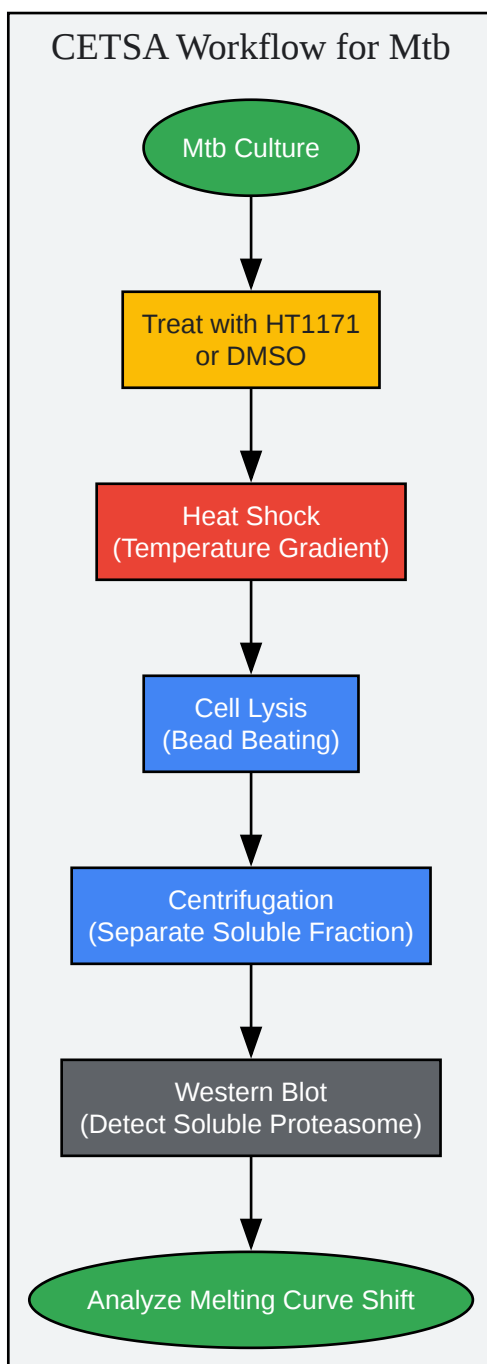 CETSA Workflow for Mtb
Mtb Culture
Treat with HT1171
or DMSO
Heat Shock
(Temperature Gradient)
Cell Lysis
(Bead Beating)
Centrifugation
(Separate Soluble Fraction)
Western Blot
(Detect Soluble Proteasome)
Analyze Melting Curve Shift